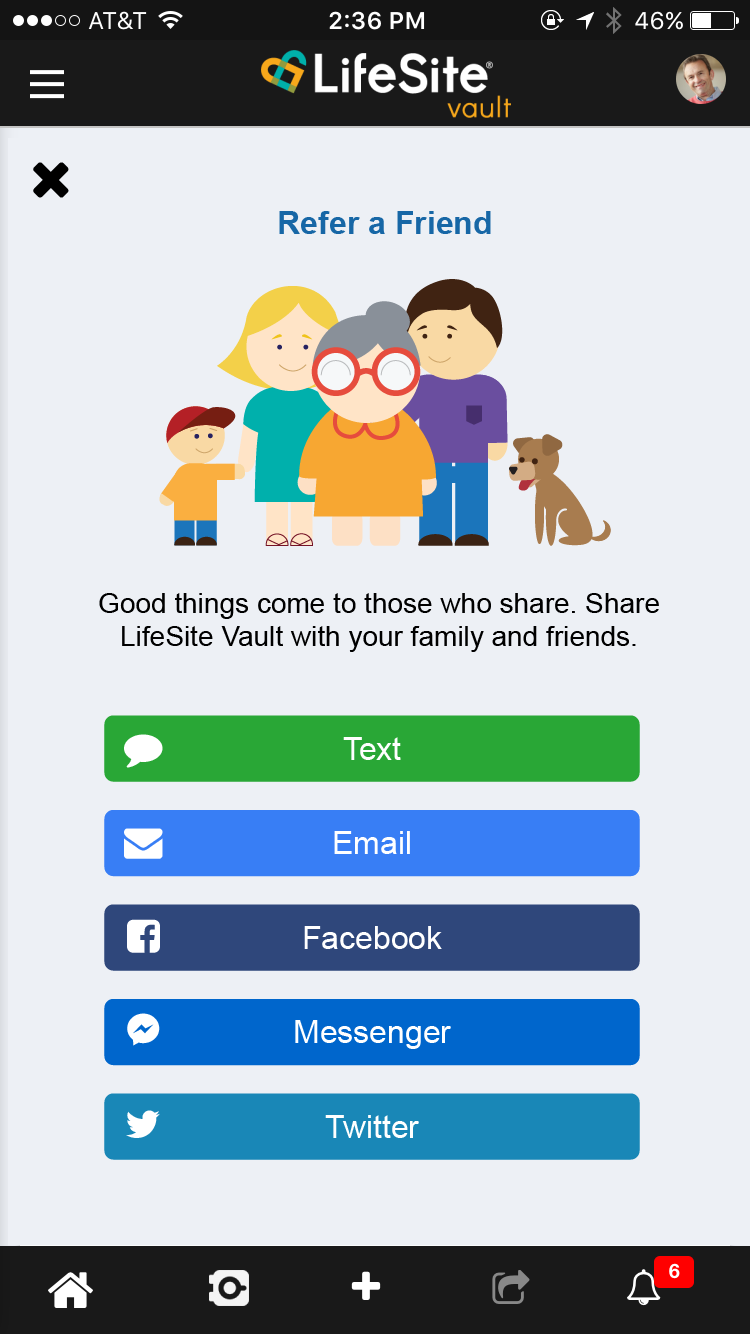 AT&T 2:36 PM 46%
LifeSite®
vault
Refer a Friend
Good things come to those who share. Share
LifeSite Vault with your family and friends.
Text
Email
Facebook
Messenger
Twitter
6